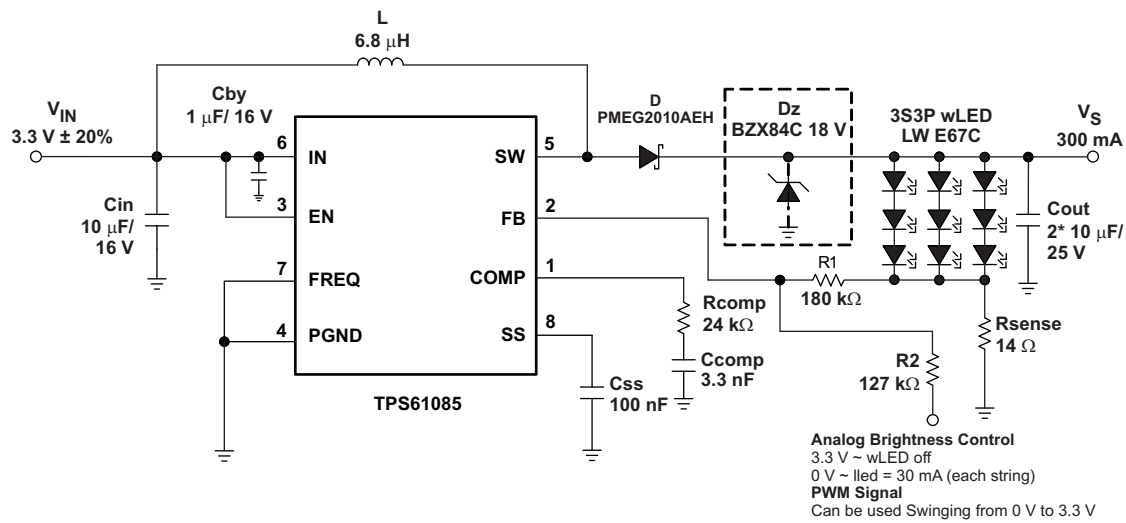 L
6.8 μH
Cby
1 μF/ 16 V
VIN
3.3 V ± 20%
D
PMEG2010AEH
Dz
BZX84C 18 V
3S3P wLED
LW E67C
VS
300 mA
6
IN
SW
5
Cin
10 μF/
16 V
3
EN
FB
2
Cout
2* 10 μF/
25 V
7
FREQ
COMP
1
R1
180 kΩ
Rcomp
24 kΩ
Rsense
14 Ω
4
PGND
SS
8
R2
127 kΩ
Ccomp
3.3 nF
Css
100 nF
TPS61085
Analog Brightness Control
3.3 V ~ wLED off
0 V ~ Iled = 30 mA (each string)
PWM Signal
Can be used Swinging from 0 V to 3.3 V